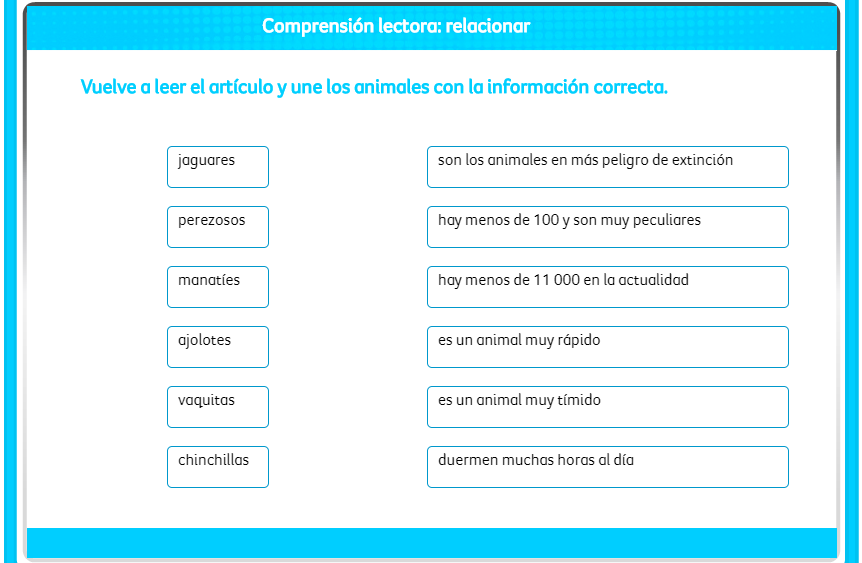 Comprensión lectora: relacionar
Vuelve a leer el artículo y une los animales con la información correcta.
jaguares
son los animales en más peligro de extinción
perezosos
hay menos de 100 y son muy peculiares
manatíes
hay menos de 11 000 en la actualidad
ajolotes
es un animal muy rápido
vaquitas
es un animal muy tímido
chinchillas
duermen muchas horas al día